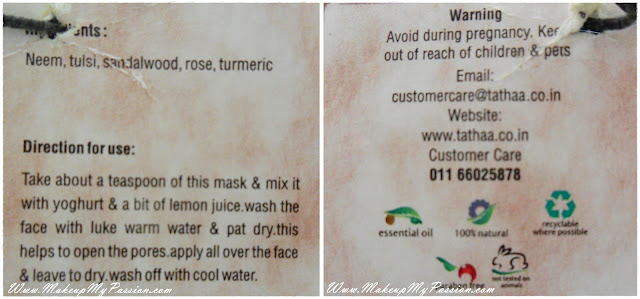 Ingredients :
Neem, tulsi, sandalwood, rose, turmeric
Direction for use:
Take about a teaspoon of this mask & mix it
with yoghurt & a bit of lemon juice.wash the
face with luke warm water & pat dry.this
helps to open the pores.apply all over the face
& leave to dry.wash off with cool water.
Www.MakeupMyPassion.com
Warning
Avoid during pregnancy. Keep
out of reach of children & pets
Email:
customercare@tathaa.co.in
Website:
www.tathaa.co.in
Customer Care
011 66025878
essential oil
100% natural
recyclable
where possible
carbon free
not tested on
animals
Www.MakeupMyPassion.com